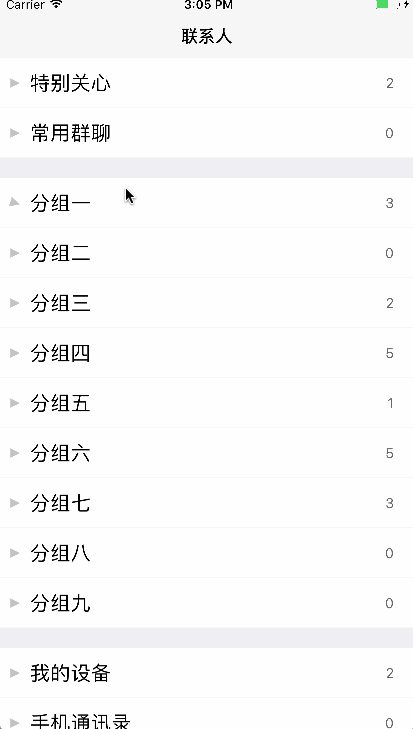 Carrier 3:05 PM
联系人
特别关心 2
常用群聊 0
分组一 3
分组二 0
分组三 2
分组四 5
分组五 1
分组六 5
分组七 3
分组八 0
分组九 0
我的设备 2
手机通讯录 0